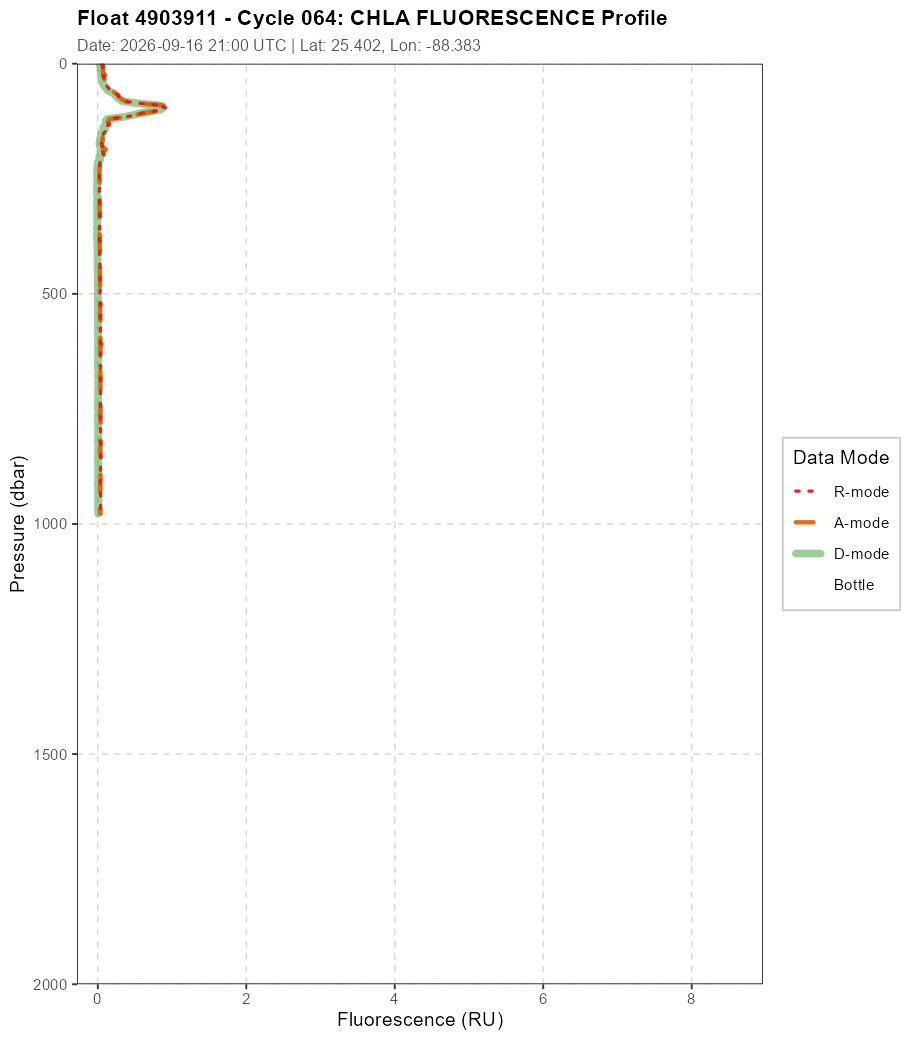 Float 4903911 - Cycle 064: CHLA FLUORESCENCE Profile
Date: 2026-09-16 21:00 UTC | Lat: 25.402, Lon: -88.383
0
500
1000
1500
2000
Pressure (dbar)
0 2 4 6 8
Fluorescence (RU)
Data Mode
R-mode
A-mode
D-mode
Bottle